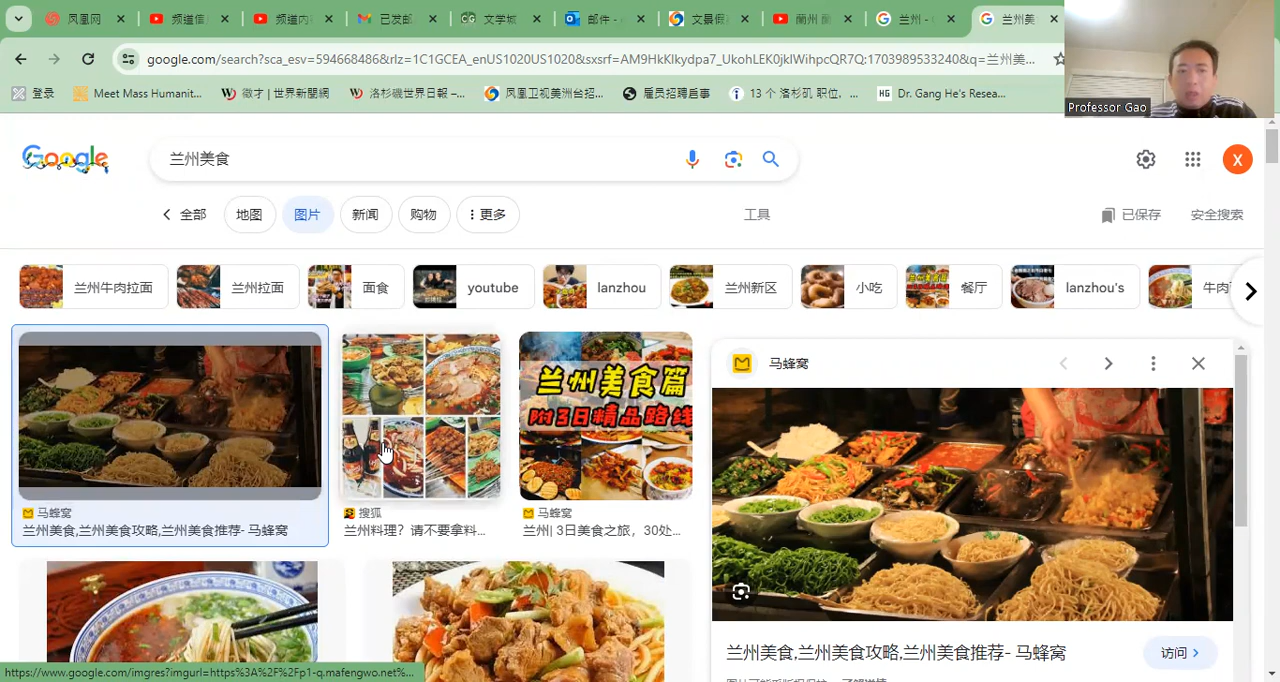 凤凰网
频道信
频道内
已发邮
文学城
邮件 -
文景假
蘭州 蘭
兰州 -
兰州美
google.com/search?sca_esv=594668486&rlz=1C1GCEA_enUS1020US1020&sxsrf=AM9HkKlkydpa7_UkohLEK0jklWihpcQR7Q:1703989533240&q=兰州美...
登录
Meet Mass Humanit...
徵才 | 世界新聞網
洛杉磯世界日報 –...
凤凰卫视美洲台招...
雇员招聘启事
13 个 洛杉矶 职位, ...
Dr. Gang He's Resea...
Professor Gao
Google
兰州美食
X
全部
地图
图片
新闻
购物
更多
工具
已保存
安全搜索
兰州牛肉拉面
兰州拉面
面食
youtube
lanzhou
兰州新区
小吃
餐厅
lanzhou's
牛肉
兰州美食篇
附3日精品路线
马蜂窝
兰州美食,兰州美食攻略,兰州美食推荐- 马蜂窝
搜狐
兰州料理？请不要拿料...
马蜂窝
兰州| 3日美食之旅，30处...
马蜂窝
兰州美食,兰州美食攻略,兰州美食推荐- 马蜂窝
访问
https://www.google.com/imgres?imgurl=https%3A%2F%2Fp1-q.mafengwo.net%...